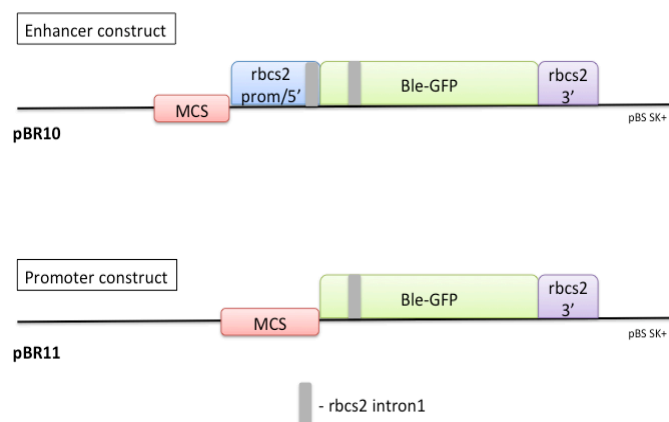 Enhancer construct
rbcs2
prom/5’
Ble-GFP
rbcs2
3’
MCS
pBS SK+
pBR10
Promoter construct
Ble-GFP
rbcs2
3’
MCS
pBS SK+
pBR11
- rbcs2 intron1